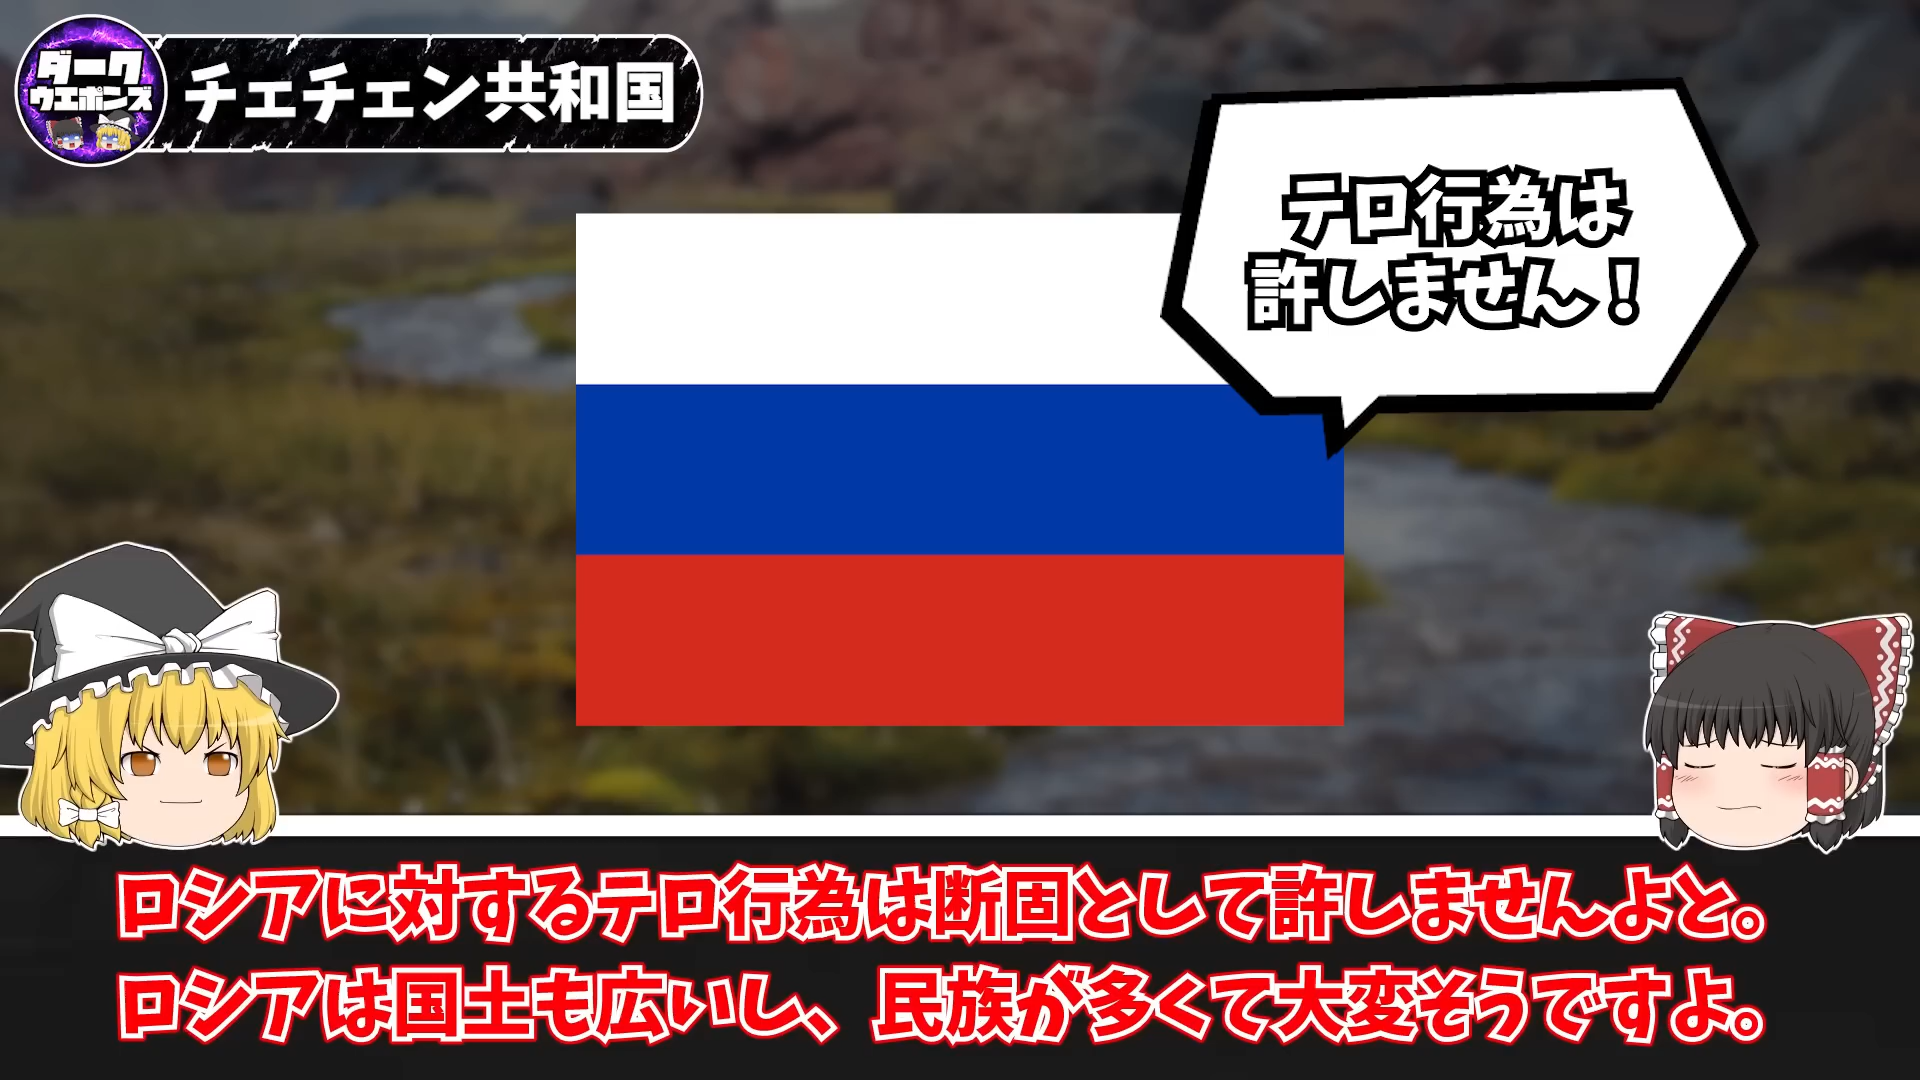 ダーク
ウエポンズ
チェチェン共和国
テロ行為は
許しません！
ロシアに対するテロ行為は断固として許しませんよと。
ロシアは国土も広いし、民族が多くて大変そうですよ。